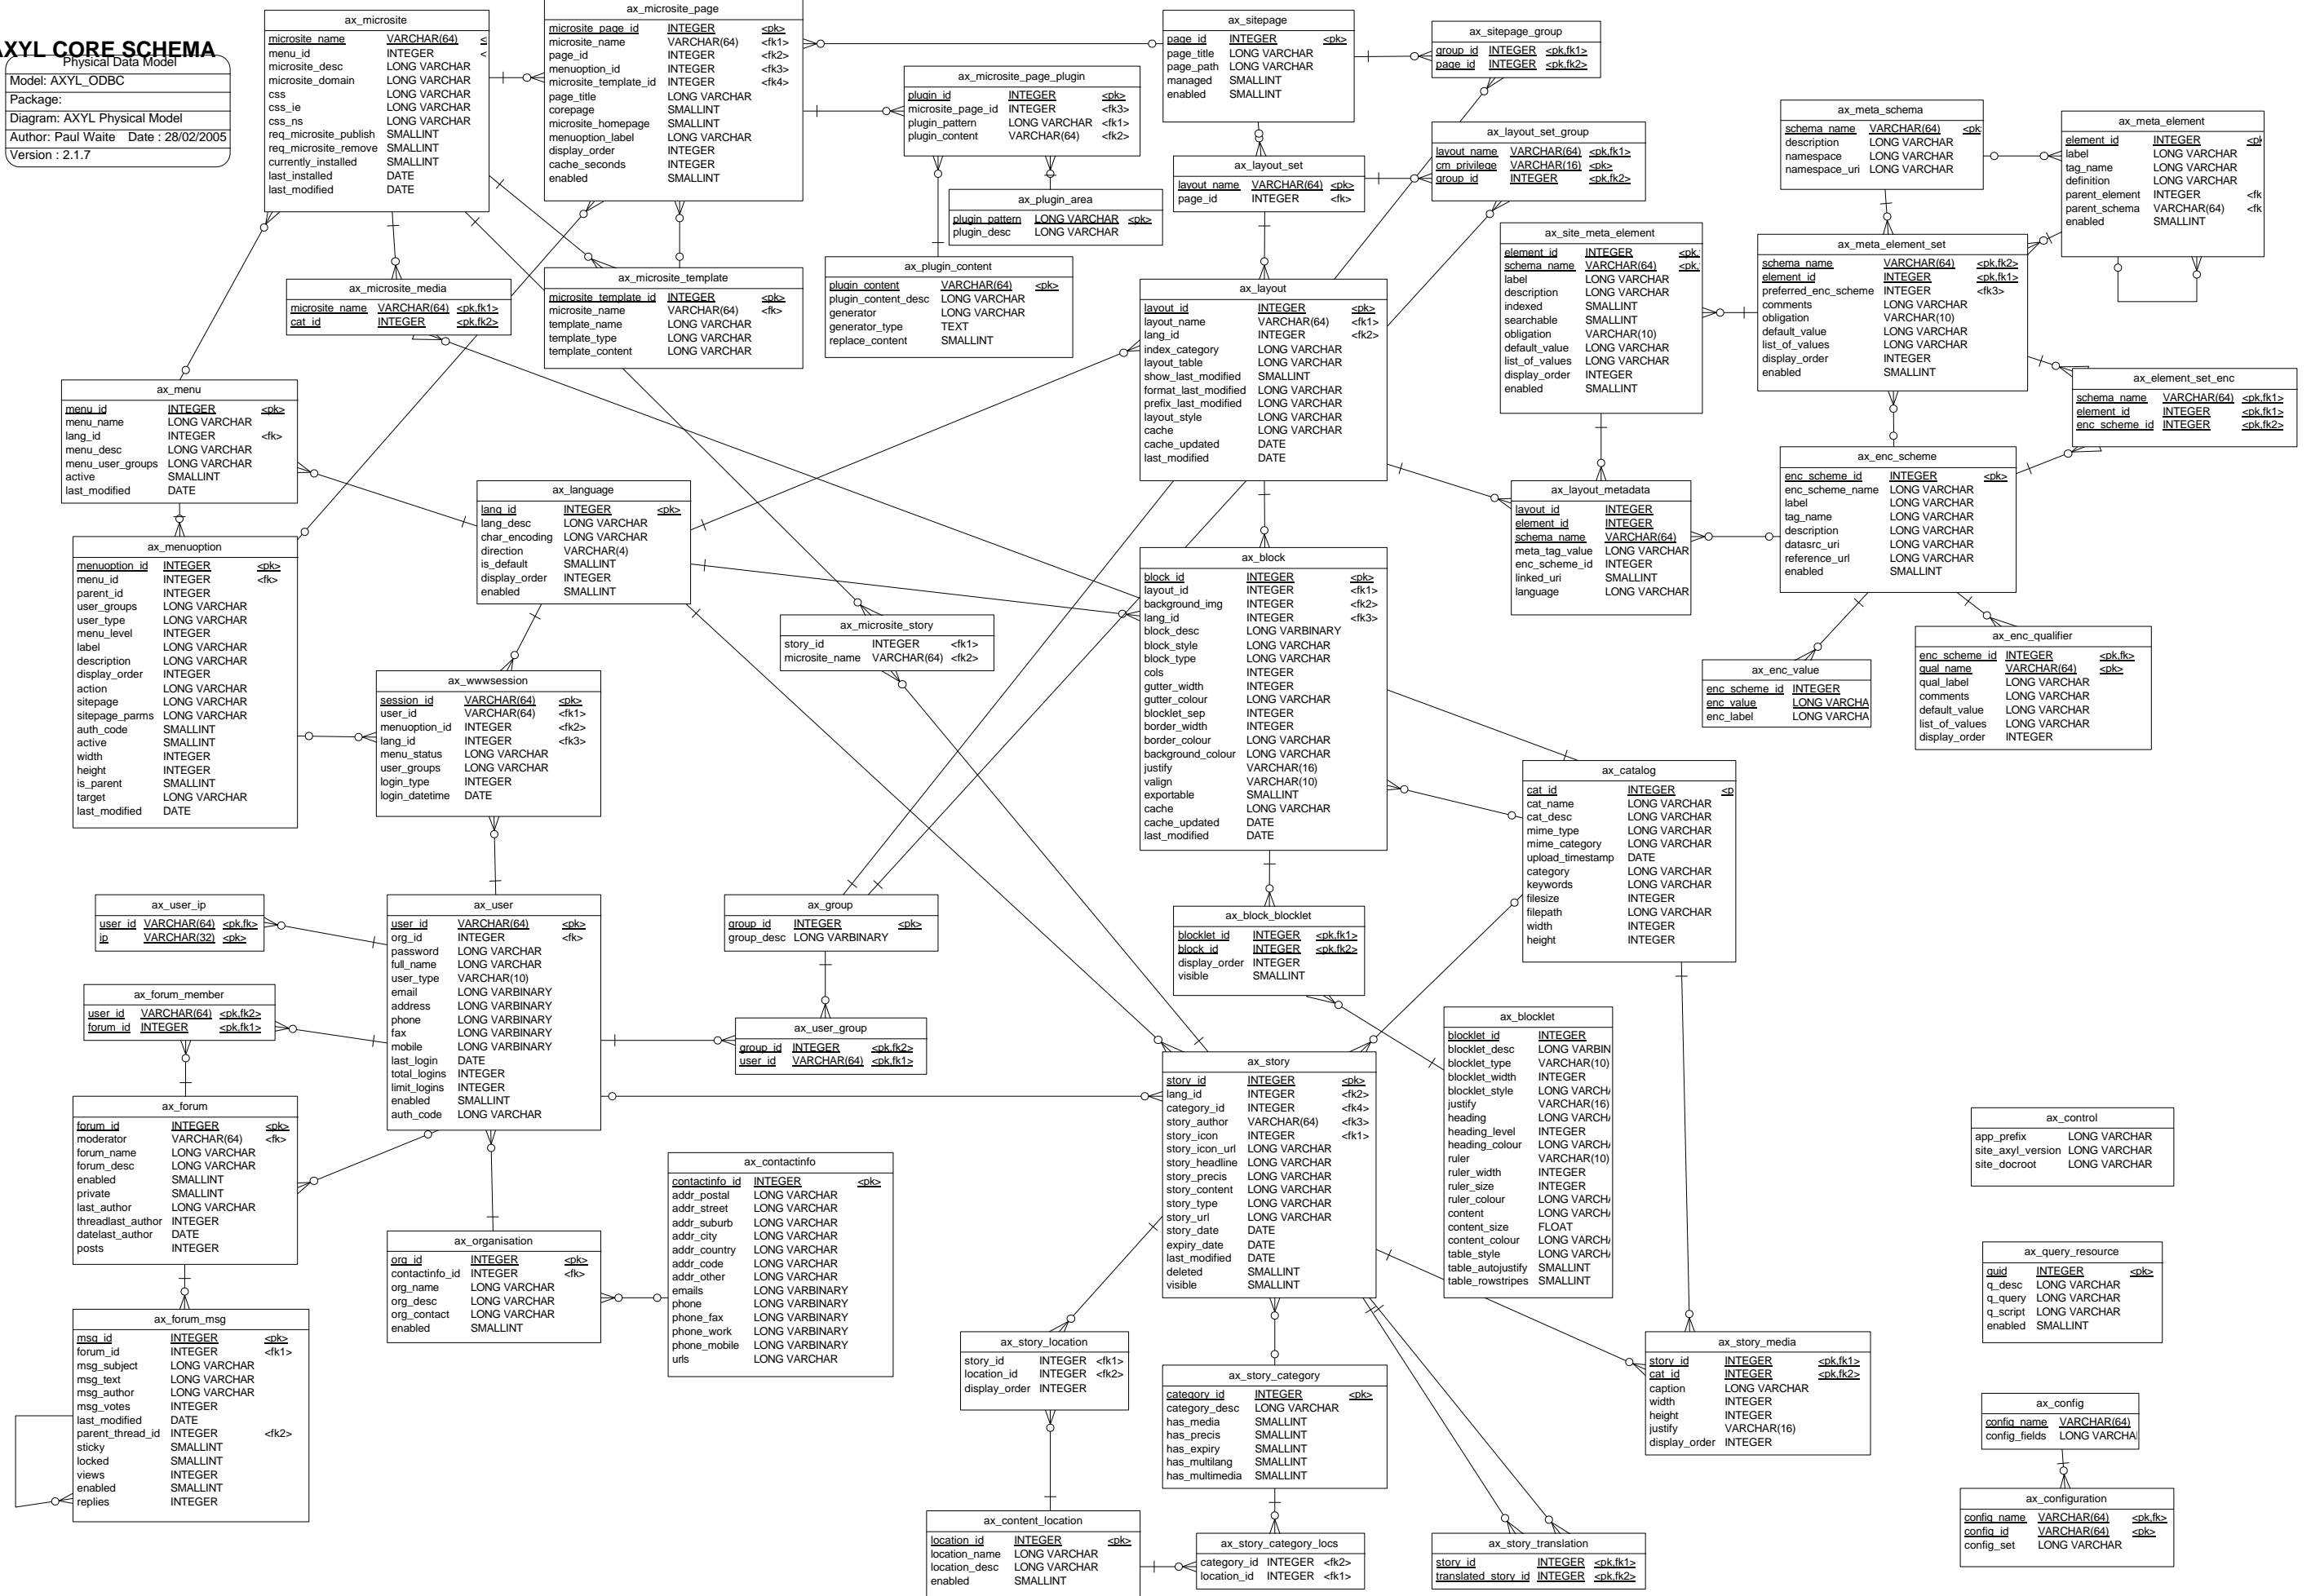 AXYL CORE SCHEMA
Physical Data Model
Model: AXYL_ODBC
Package:
Diagram: AXYL Physical Model
Author: Paul Waite Date : 28/02/2005
Version : 2.1.7
ax_microsite
microsite_name VARCHAR(64)
menu_id INTEGER
microsite_desc LONG VARCHAR
microsite_domain LONG VARCHAR
css LONG VARCHAR
css_ie LONG VARCHAR
css_ns LONG VARCHAR
req_microsite_publish SMALLINT
req_microsite_remove SMALLINT
currently_installed SMALLINT
last_installed DATE
last_modified DATE
ax_microsite_page
microsite_page_id INTEGER <pk>
microsite_name VARCHAR(64) <fk1>
page_id INTEGER <fk2>
menuoption_id INTEGER <fk3>
microsite_template_id INTEGER <fk4>
page_title LONG VARCHAR
corepage SMALLINT
microsite_homepage SMALLINT
menuoption_label LONG VARCHAR
display_order INTEGER
cache_seconds INTEGER
enabled SMALLINT
ax_microsite_page_plugin
plugin_id INTEGER <pk>
microsite_page_id INTEGER <fk3>
plugin_pattern LONG VARCHAR <fk1>
plugin_content VARCHAR(64) <fk2>
ax_sitepage
page_id INTEGER <pk>
page_title LONG VARCHAR
page_path LONG VARCHAR
managed SMALLINT
enabled SMALLINT
ax_sitepage_group
group_id INTEGER <pk,fk1>
page_id INTEGER <pk,fk2>
ax_layout_set_group
layout_name VARCHAR(64) <pk,fk1>
cm_privilege VARCHAR(16) <pk>
group_id INTEGER <pk,fk2>
ax_layout_set
layout_name VARCHAR(64) <pk>
page_id INTEGER <fk>
ax_plugin_area
plugin_pattern LONG VARCHAR <pk>
plugin_desc LONG VARCHAR
ax_meta_schema
schema_name VARCHAR(64) <pk
description LONG VARCHAR
namespace LONG VARCHAR
namespace_uri LONG VARCHAR
ax_meta_element
element_id INTEGER <pk
label LONG VARCHAR
tag_name LONG VARCHAR
definition LONG VARCHAR
parent_element INTEGER <fk
parent_schema VARCHAR(64) <fk
enabled SMALLINT
ax_site_meta_element
element_id INTEGER <pk,
schema_name VARCHAR(64) <pk,
label LONG VARCHAR
description LONG VARCHAR
indexed SMALLINT
searchable SMALLINT
obligation VARCHAR(10)
default_value LONG VARCHAR
list_of_values LONG VARCHAR
display_order INTEGER
enabled SMALLINT
ax_meta_element_set
schema_name VARCHAR(64) <pk,fk2>
element_id INTEGER <pk,fk1>
preferred_enc_scheme INTEGER <fk3>
comments LONG VARCHAR
obligation VARCHAR(10)
default_value LONG VARCHAR
list_of_values LONG VARCHAR
display_order INTEGER
enabled SMALLINT
ax_microsite_media
microsite_name VARCHAR(64) <pk,fk1>
cat_id INTEGER <pk,fk2>
ax_microsite_template
microsite_template_id INTEGER <pk>
microsite_name VARCHAR(64) <fk>
template_name LONG VARCHAR
template_type LONG VARCHAR
template_content LONG VARCHAR
ax_plugin_content
plugin_content VARCHAR(64) <pk>
plugin_content_desc LONG VARCHAR
generator LONG VARCHAR
generator_type TEXT
replace_content SMALLINT
ax_layout
layout_id INTEGER <pk>
layout_name VARCHAR(64) <fk1>
lang_id INTEGER <fk2>
index_category LONG VARCHAR
layout_table LONG VARCHAR
show_last_modified SMALLINT
format_last_modified LONG VARCHAR
prefix_last_modified LONG VARCHAR
layout_style LONG VARCHAR
cache LONG VARCHAR
cache_updated DATE
last_modified DATE
ax_element_set_enc
schema_name VARCHAR(64) <pk,fk1>
element_id INTEGER <pk,fk1>
enc_scheme_id INTEGER <pk,fk2>
ax_menu
menu_id INTEGER <pk>
menu_name LONG VARCHAR
lang_id INTEGER <fk>
menu_desc LONG VARCHAR
menu_user_groups LONG VARCHAR
active SMALLINT
last_modified DATE
ax_language
lang_id INTEGER <pk>
lang_desc LONG VARCHAR
char_encoding LONG VARCHAR
direction VARCHAR(4)
is_default SMALLINT
display_order INTEGER
enabled SMALLINT
ax_layout_metadata
layout_id INTEGER
element_id INTEGER
schema_name VARCHAR(64)
meta_tag_value LONG VARCHAR
enc_scheme_id INTEGER
linked_uri SMALLINT
language LONG VARCHAR
ax_enc_scheme
enc_scheme_id INTEGER <pk>
enc_scheme_name LONG VARCHAR
label LONG VARCHAR
tag_name LONG VARCHAR
description LONG VARCHAR
datasrc_uri LONG VARCHAR
reference_url LONG VARCHAR
enabled SMALLINT
ax_menuoption
menuoption_id INTEGER <pk>
menu_id INTEGER <fk>
parent_id INTEGER
user_groups LONG VARCHAR
user_type LONG VARCHAR
menu_level INTEGER
label LONG VARCHAR
description LONG VARCHAR
display_order INTEGER
action LONG VARCHAR
sitepage LONG VARCHAR
sitepage_parms LONG VARCHAR
auth_code SMALLINT
active SMALLINT
width INTEGER
height INTEGER
is_parent SMALLINT
target LONG VARCHAR
last_modified DATE
ax_block
block_id INTEGER <pk>
layout_id INTEGER <fk1>
background_img INTEGER <fk2>
lang_id INTEGER <fk3>
block_desc LONG VARBINARY
block_style LONG VARCHAR
block_type LONG VARCHAR
cols INTEGER
gutter_width INTEGER
gutter_colour LONG VARCHAR
blocklet_sep INTEGER
border_width INTEGER
border_colour LONG VARCHAR
background_colour LONG VARCHAR
justify VARCHAR(16)
valign VARCHAR(10)
exportable SMALLINT
cache LONG VARCHAR
cache_updated DATE
last_modified DATE
ax_microsite_story
story_id INTEGER <fk1>
microsite_name VARCHAR(64) <fk2>
ax_wwwsession
session_id VARCHAR(64) <pk>
user_id VARCHAR(64) <fk1>
menuoption_id INTEGER <fk2>
lang_id INTEGER <fk3>
menu_status LONG VARCHAR
user_groups LONG VARCHAR
login_type INTEGER
login_datetime DATE
ax_enc_value
enc_scheme_id INTEGER
enc_value LONG VARCHA
enc_label LONG VARCHA
ax_enc_qualifier
enc_scheme_id INTEGER <pk,fk>
qual_name VARCHAR(64) <pk>
qual_label LONG VARCHAR
comments LONG VARCHAR
default_value LONG VARCHAR
list_of_values LONG VARCHAR
display_order INTEGER
ax_catalog
cat_id INTEGER <p
cat_name LONG VARCHAR
cat_desc LONG VARCHAR
mime_type LONG VARCHAR
mime_category LONG VARCHAR
upload_timestamp DATE
category LONG VARCHAR
keywords LONG VARCHAR
filesize INTEGER
filepath LONG VARCHAR
width INTEGER
height INTEGER
ax_user_ip
user_id VARCHAR(64) <pk,fk>
ip VARCHAR(32) <pk>
ax_user
user_id VARCHAR(64) <pk>
org_id INTEGER <fk>
password LONG VARCHAR
full_name LONG VARCHAR
user_type VARCHAR(10)
email LONG VARBINARY
address LONG VARBINARY
phone LONG VARBINARY
fax LONG VARBINARY
mobile LONG VARBINARY
last_login DATE
total_logins INTEGER
limit_logins INTEGER
enabled SMALLINT
auth_code LONG VARCHAR
ax_group
group_id INTEGER <pk>
group_desc LONG VARBINARY
ax_block_blocklet
blocklet_id INTEGER <pk,fk1>
block_id INTEGER <pk,fk2>
display_order INTEGER
visible SMALLINT
ax_forum_member
user_id VARCHAR(64) <pk,fk2>
forum_id INTEGER <pk,fk1>
ax_user_group
group_id INTEGER <pk,fk2>
user_id VARCHAR(64) <pk,fk1>
ax_blocklet
blocklet_id INTEGER
blocklet_desc LONG VARBIN
blocklet_type VARCHAR(10)
blocklet_width INTEGER
blocklet_style LONG VARCH
justify VARCHAR(16)
heading LONG VARCH
heading_level INTEGER
heading_colour LONG VARCH
ruler VARCHAR(10)
ruler_width INTEGER
ruler_size INTEGER
ruler_colour LONG VARCH
content LONG VARCH
content_size FLOAT
content_colour LONG VARCH
table_style LONG VARCH
table_autojustify SMALLINT
table_rowstripes SMALLINT
ax_story
story_id INTEGER <pk>
lang_id INTEGER <fk2>
category_id INTEGER <fk4>
story_author VARCHAR(64) <fk3>
story_icon INTEGER <fk1>
story_icon_url LONG VARCHAR
story_headline LONG VARCHAR
story_precis LONG VARCHAR
story_content LONG VARCHAR
story_type LONG VARCHAR
story_url LONG VARCHAR
story_date DATE
expiry_date DATE
last_modified DATE
deleted SMALLINT
visible SMALLINT
ax_forum
forum_id INTEGER <pk>
moderator VARCHAR(64) <fk>
forum_name LONG VARCHAR
forum_desc LONG VARCHAR
enabled SMALLINT
private SMALLINT
last_author LONG VARCHAR
threadlast_author INTEGER
datelast_author DATE
posts INTEGER
ax_control
app_prefix LONG VARCHAR
site_axyl_version LONG VARCHAR
site_docroot LONG VARCHAR
ax_contactinfo
contactinfo_id INTEGER <pk>
addr_postal LONG VARCHAR
addr_street LONG VARCHAR
addr_suburb LONG VARCHAR
addr_city LONG VARCHAR
addr_country LONG VARCHAR
addr_code LONG VARCHAR
addr_other LONG VARCHAR
emails LONG VARBINARY
phone LONG VARBINARY
phone_fax LONG VARBINARY
phone_work LONG VARBINARY
phone_mobile LONG VARBINARY
urls LONG VARCHAR
ax_organisation
org_id INTEGER <pk>
contactinfo_id INTEGER <fk>
org_name LONG VARCHAR
org_desc LONG VARCHAR
org_contact LONG VARCHAR
enabled SMALLINT
ax_query_resource
quid INTEGER <pk>
q_desc LONG VARCHAR
q_query LONG VARCHAR
q_script LONG VARCHAR
enabled SMALLINT
ax_forum_msg
msg_id INTEGER <pk>
forum_id INTEGER <fk1>
msg_subject LONG VARCHAR
msg_text LONG VARCHAR
msg_author LONG VARCHAR
msg_votes INTEGER
last_modified DATE
parent_thread_id INTEGER <fk2>
sticky SMALLINT
locked SMALLINT
views INTEGER
enabled SMALLINT
replies INTEGER
ax_story_location
story_id INTEGER <fk1>
location_id INTEGER <fk2>
display_order INTEGER
ax_story_category
category_id INTEGER <pk>
category_desc LONG VARCHAR
has_media SMALLINT
has_precis SMALLINT
has_expiry SMALLINT
has_multilang SMALLINT
has_multimedia SMALLINT
ax_story_media
story_id INTEGER <pk,fk1>
cat_id INTEGER <pk,fk2>
caption LONG VARCHAR
width INTEGER
height INTEGER
justify VARCHAR(16)
display_order INTEGER
ax_config
config_name VARCHAR(64)
config_fields LONG VARCHA
ax_configuration
config_name VARCHAR(64) <pk,fk>
config_id VARCHAR(64) <pk>
config_set LONG VARCHAR
ax_content_location
location_id INTEGER <pk>
location_name LONG VARCHAR
location_desc LONG VARCHAR
enabled SMALLINT
ax_story_category_locs
category_id INTEGER <fk2>
location_id INTEGER <fk1>
ax_story_translation
story_id INTEGER <pk,fk1>
translated_story_id INTEGER <pk,fk2>